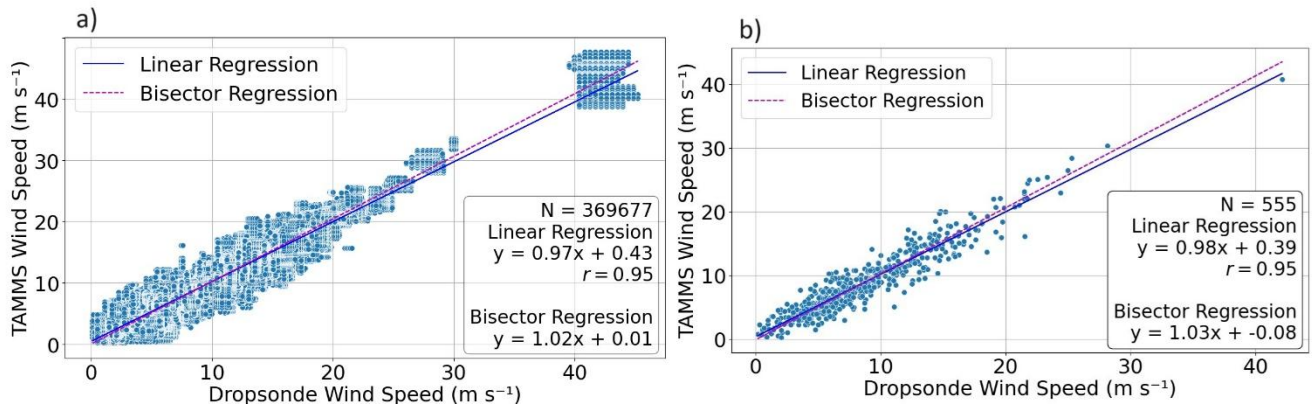 a)
TAMMS Wind Speed (m s⁻¹)
40
30
20
10
0
Linear Regression
Bisector Regression
N = 369677
Linear Regression
y = 0.97x + 0.43
r = 0.95
Bisector Regression
y = 1.02x + 0.01
0 10 20 30 40
Dropsonde Wind Speed (m s⁻¹)
b)
TAMMS Wind Speed (m s⁻¹)
40
30
20
10
0
Linear Regression
Bisector Regression
N = 555
Linear Regression
y = 0.98x + 0.39
r = 0.95
Bisector Regression
y = 1.03x + -0.08
0 10 20 30 40
Dropsonde Wind Speed (m s⁻¹)